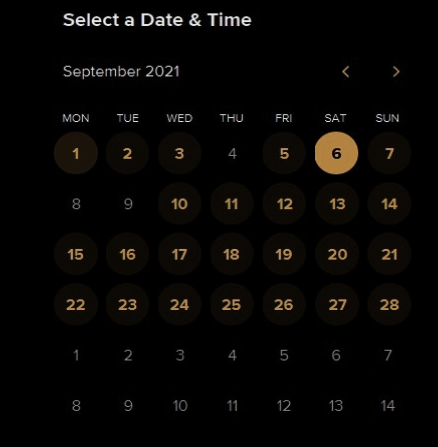 Select a Date & Time
September 2021
MON TUE WED THU FRI SAT SUN
1 2 3 4 5 6 7
8 9 10 11 12 13 14
15 16 17 18 19 20 21
22 23 24 25 26 27 28
1 2 3 4 5 6 7
8 9 10 11 12 13 14